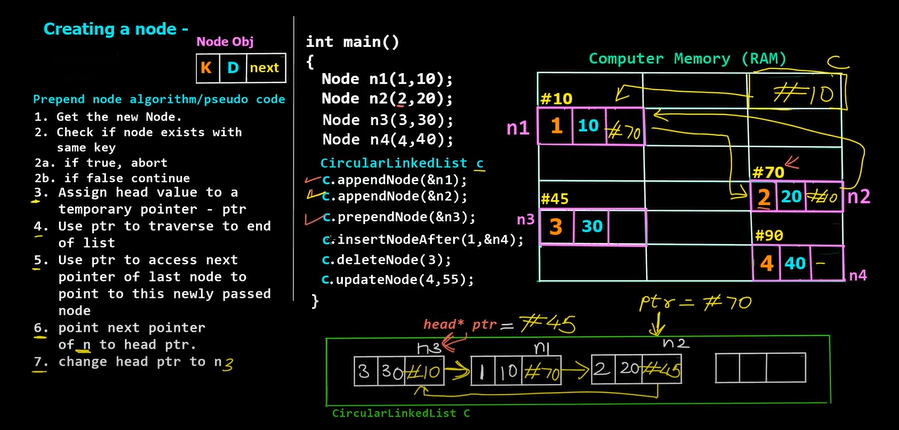 Creating a node -
Node Obj
K D next
Prepend node algorithm/pseudo code
1. Get the new Node.
2. Check if node exists with
same key
2a. if true, abort
2b. if false continue
3. Assign head value to a
temporary pointer - ptr
4. Use ptr to traverse to end
of list
5. Use ptr to access next
pointer of last node to
point to this newly passed
node
6. point next pointer
of n to head ptr.
7. change head ptr to n3
int main()
{
Node n1(1,10);
Node n2(2,20);
Node n3(3,30);
Node n4(4,40);
CircularLinkedList c
c.appendNode(&n1);
c.appendNode(&n2);
c.prependNode(&n3);
c.insertNodeAfter(1,&n4);
c.deleteNode(3);
c.updateNode(4,55);
}
Computer Memory (RAM)
C
#10
#10
n1 1 10 #70
#70
2 20 #10 n2
#45
n3 3 30
#90
4 40 -
n4
ptr = #70
head* ptr = #45
n3 n1 n2
3 30 #10 1 10 #70 2 20 #45
CircularLinkedList C